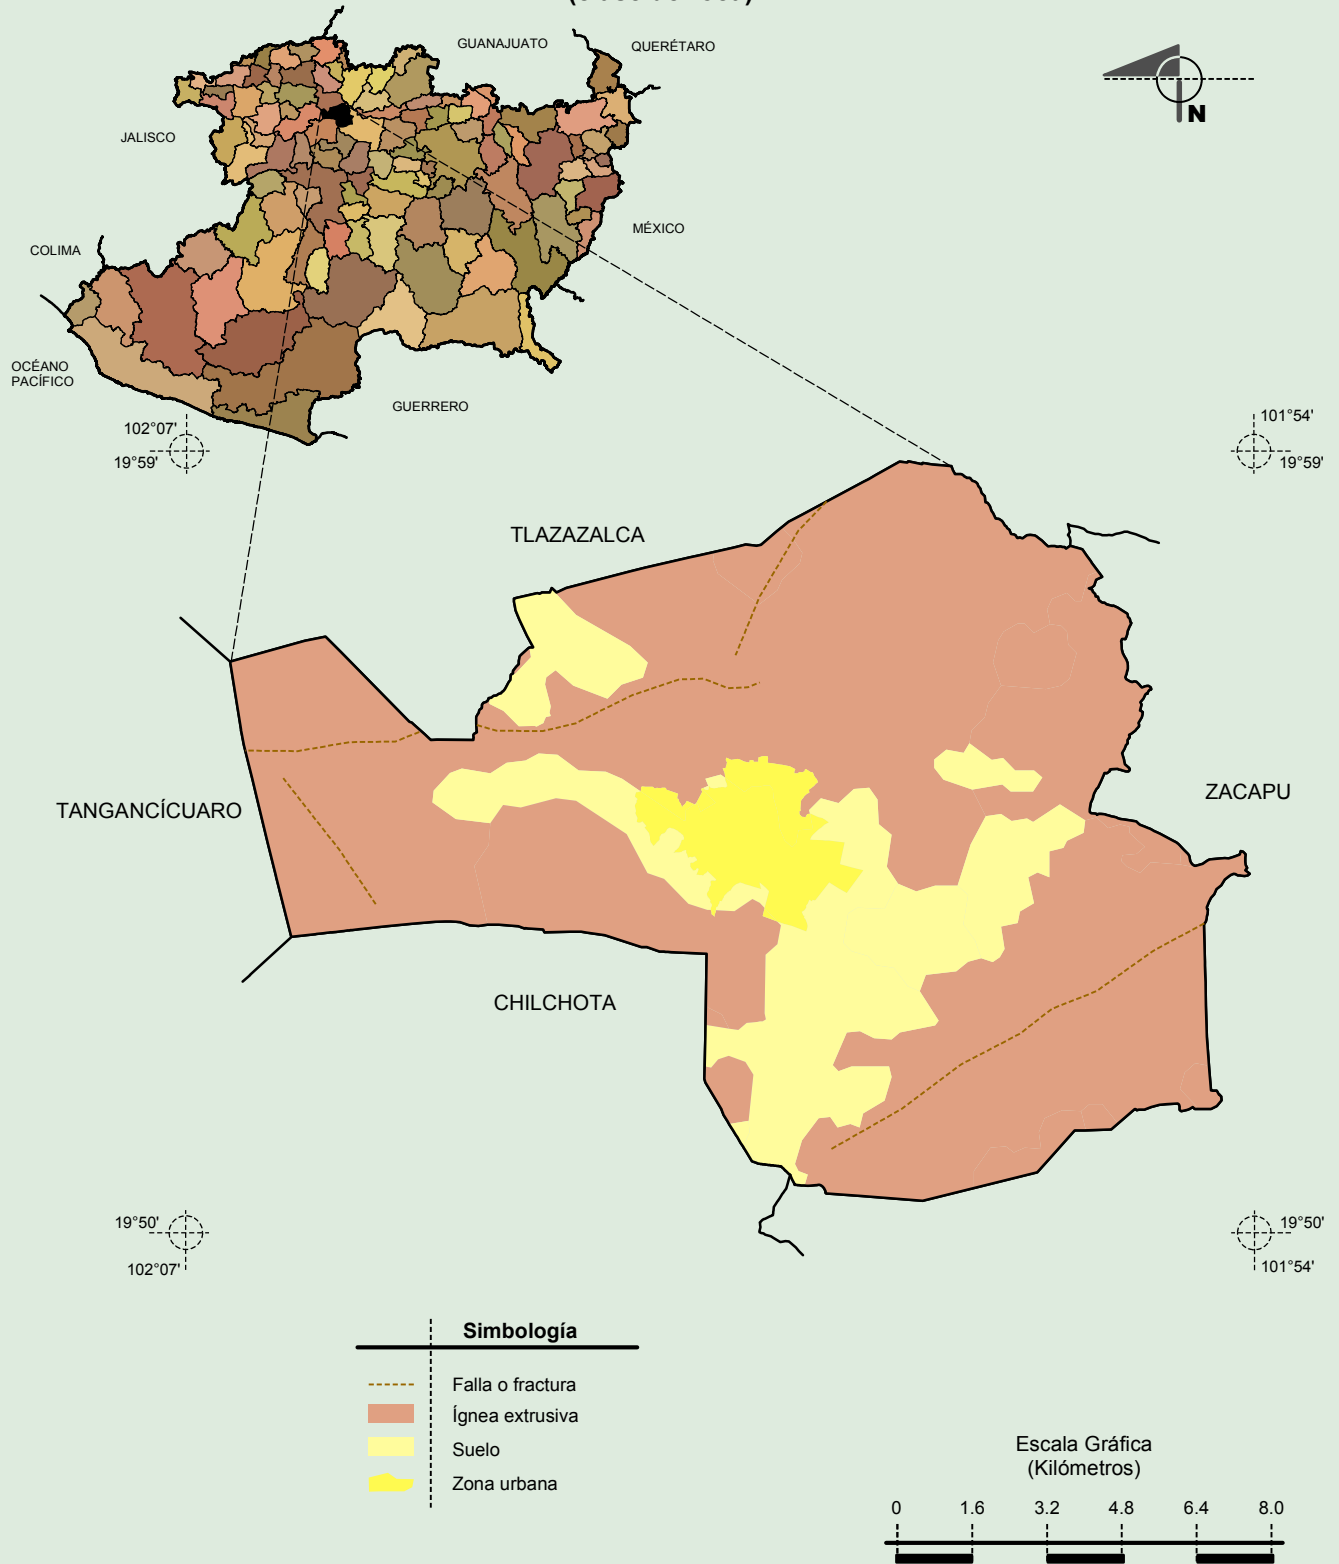 GUANAJUATO
QUERÉTARO
N
JALISCO
MÉXICO
COLIMA
OCÉANO
PACÍFICO
GUERRERO
102°07'
19°59'
101°54'
19°59'
TLAZAZALCA
ZACAPU
TANGANCÍCUARO
CHILCHOTA
19°50'
102°07'
19°50'
101°54'
Simbología
Falla o fractura
Ígnea extrusiva
Suelo
Zona urbana
Escala Gráfica
(Kilómetros)
0 1.6 3.2 4.8 6.4 8.0